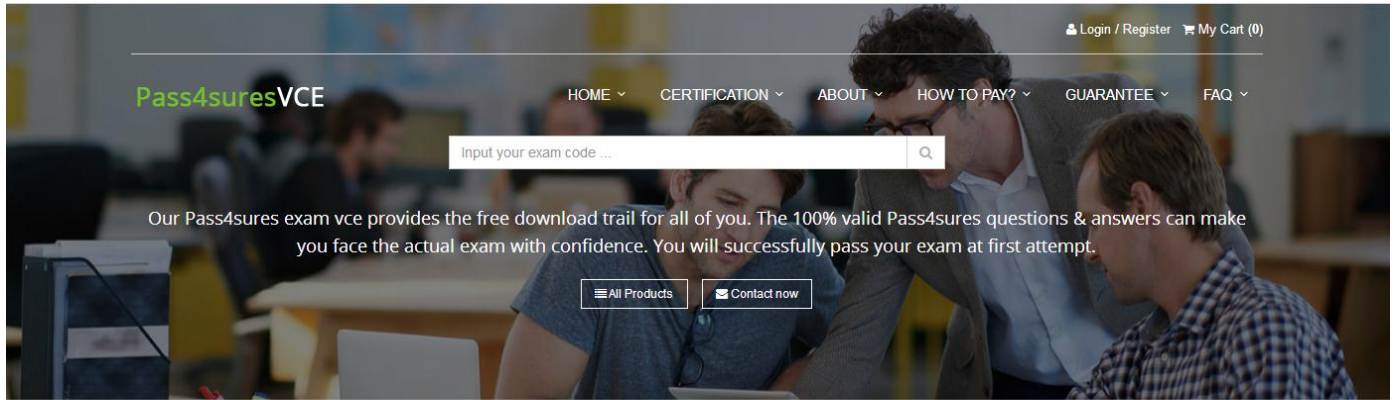 Login / Register My Cart (0)
Pass4suresVCE HOME CERTIFICATION ABOUT HOW TO PAY? GUARANTEE FAQ
Input your exam code ...
Our Pass4sures exam vce provides the free download trail for all of you. The 100% valid Pass4sures questions & answers can make
you face the actual exam with confidence. You will successfully pass your exam at first attempt.
All Products Contact now